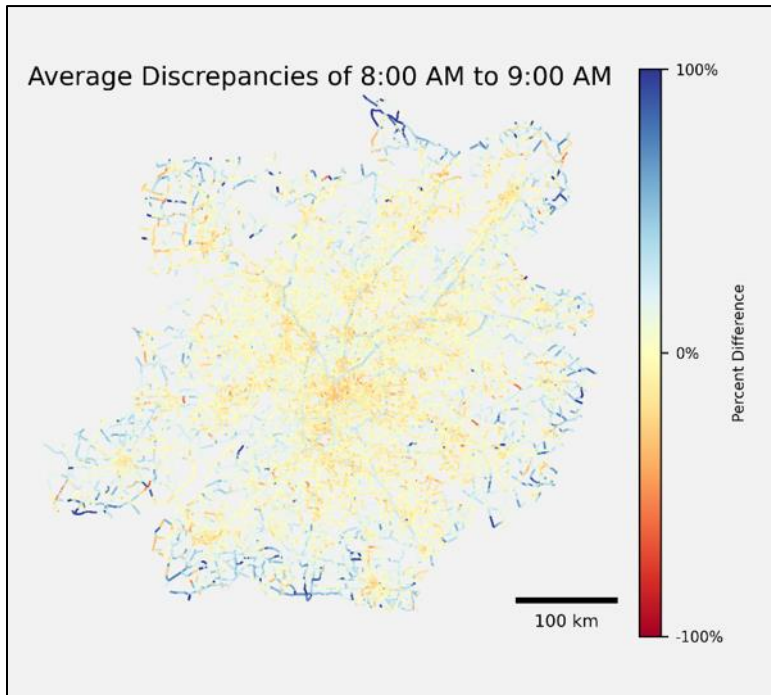 Average Discrepancies of 8:00 AM to 9:00 AM
100%
0%
-100%
Percent Difference
100 km